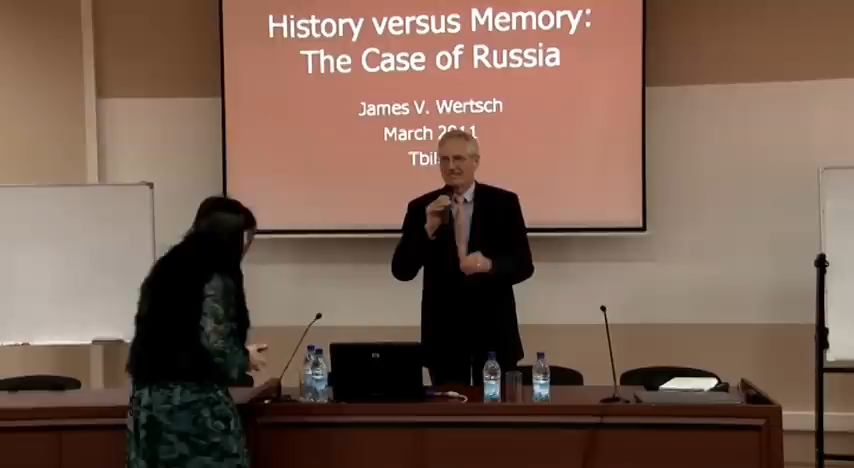 History versus Memory:
The Case of Russia
James V. Wertsch
March 2011